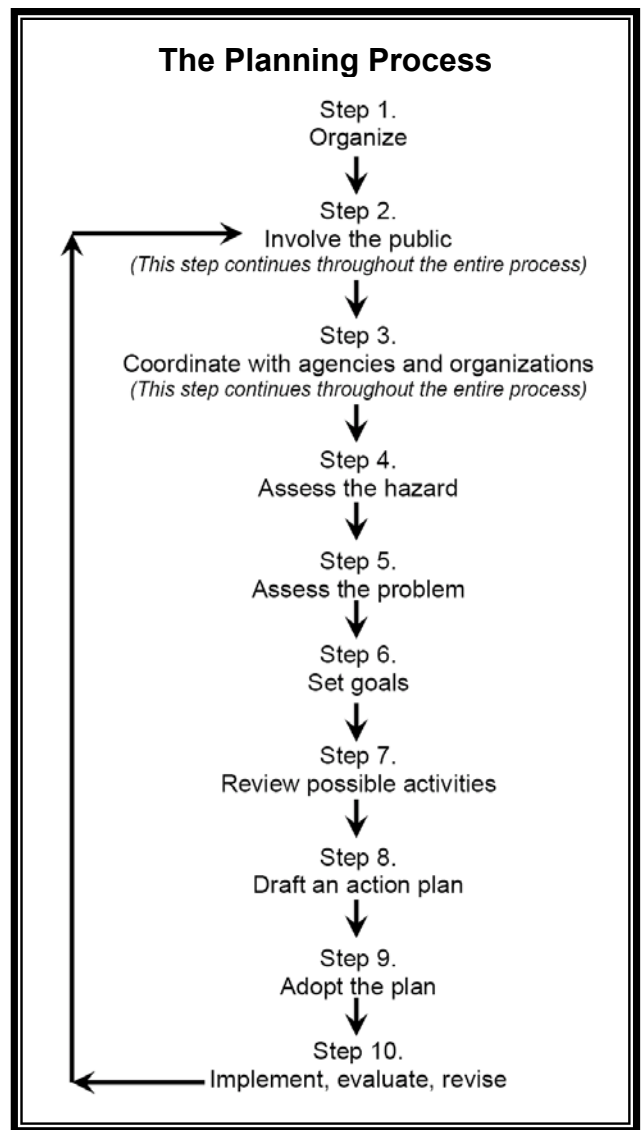 The Planning Process
Step 1.
Organize
Step 2.
Involve the public
(This step continues throughout the entire process)
Step 3.
Coordinate with agencies and organizations
(This step continues throughout the entire process)
Step 4.
Assess the hazard
Step 5.
Assess the problem
Step 6.
Set goals
Step 7.
Review possible activities
Step 8.
Draft an action plan
Step 9.
Adopt the plan
Step 10.
Implement, evaluate, revise